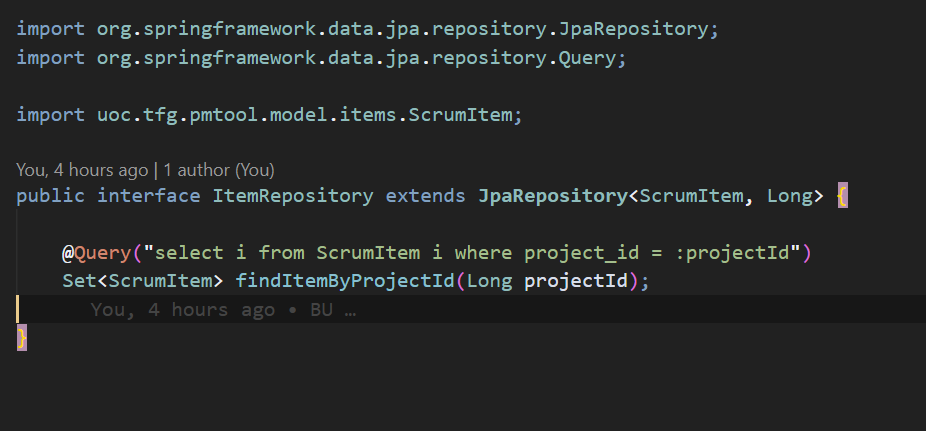 import org.springframework.data.jpa.repository.JpaRepository;
import org.springframework.data.jpa.repository.Query;
import uoc.tfg.pmtool.model.items.ScrumItem;
You, 4 hours ago | 1 author (You)
public interface ItemRepository extends JpaRepository<ScrumItem, Long> {
@Query("select i from ScrumItem i where project_id = :projectId")
Set<ScrumItem> findItemByProjectId(Long projectId);
You, 4 hours ago • BU …
}